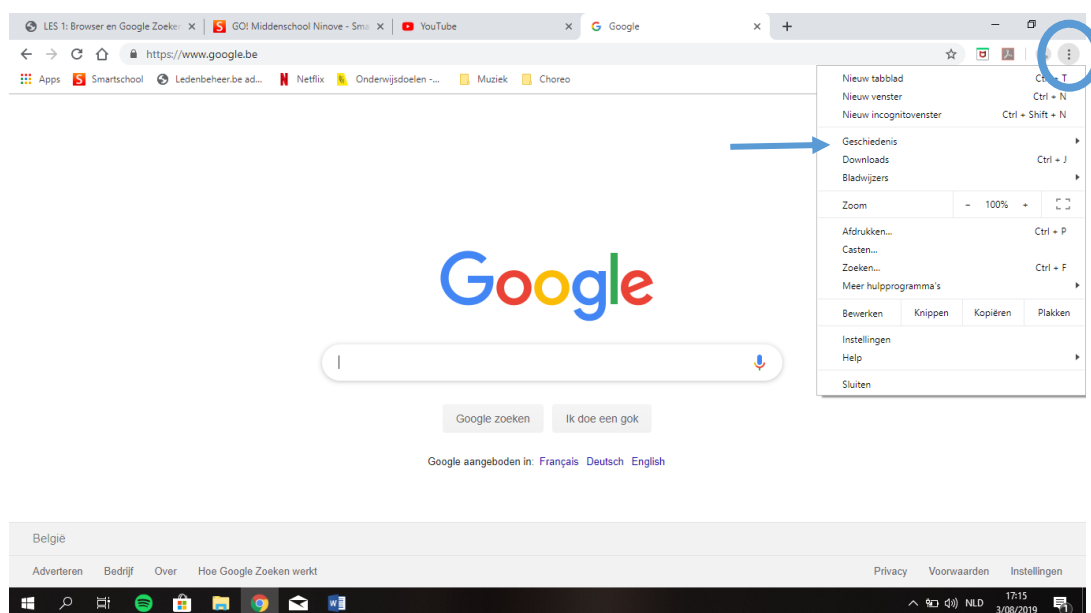 LES 1: Browser en Google Zoeke
GO! Middenschool Ninove - Sma
YouTube
Google
https://www.google.be
Apps Smartschool Ledenbeheer.be ad... Netflix Onderwijsdoelen -... Muziek Choreo
Nieuw tabblad T
Nieuw venster Ctrl + N
Nieuw incognitovenster Ctrl + Shift + N
Geschiedenis
Downloads Ctrl + J
Bladwijzers
Zoom - 100% +
Afdrukken... Ctrl + P
Casten...
Zoeken... Ctrl + F
Meer hulpprogramma's
Bewerken Knippen Kopiëren Plakken
Instellingen
Help
Sluiten
Google
Google zoeken Ik doe een gok
Google aangeboden in: Français Deutsch English
België
Adverteren Bedrijf Over Hoe Google Zoeken werkt Privacy Voorwaarden Instellingen
NLD 17:15
3/08/2019